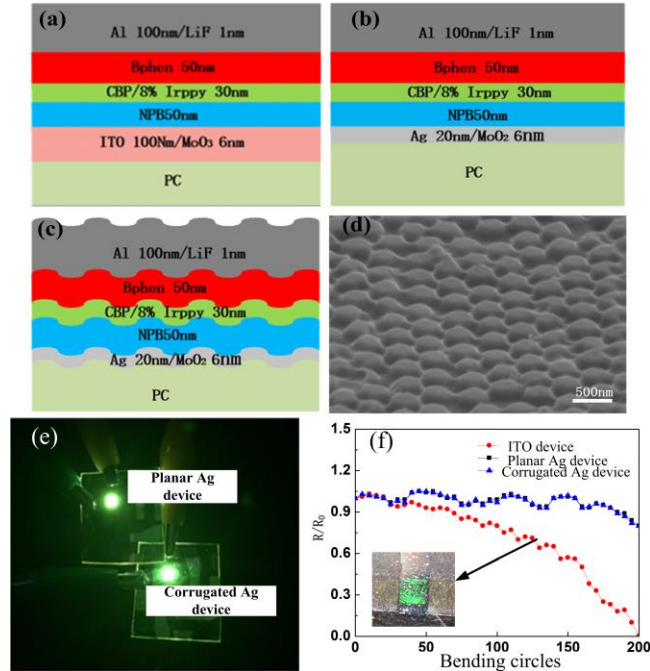 (a)
Al 100nm/LiF 1nm
Bphen 50nm
CBP/8% Irppy 30nm
NPB50nm
ITO 100Nm/MoO₃ 6nm
PC
(b)
Al 100nm/LiF 1nm
Bphen 50nm
CBP/8% Irppy 30nm
NPB50nm
Ag 20nm/MoO₂ 6nm
PC
(c)
Al 100nm/LiF 1nm
Bphen 50nm
CBP/8% Irppy 30nm
NPB50nm
Ag 20nm/MoO₂ 6nm
PC
(d)
500nm
(e)
Planar Ag
device
Corrugated Ag
device
(f)
ITO device
Planar Ag device
Corrugated Ag device
R/R₀
1.5
1.2
0.9
0.6
0.3
0.0
0
50
100
150
200
Bending circles